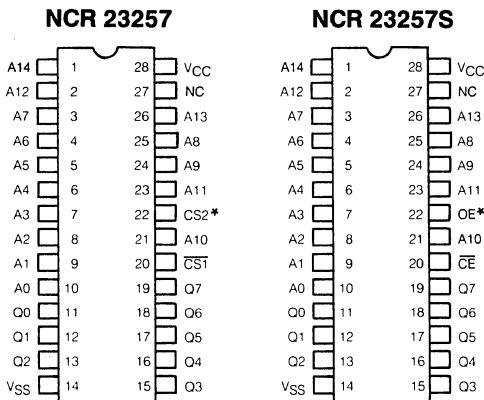 NCR 23257
A14 1 28 VCC
A12 2 27 NC
A7 3 26 A13
A6 4 25 A8
A5 5 24 A9
A4 6 23 A11
A3 7 22 CS2*
A2 8 21 A10
A1 9 20 C̅S̅1̅
A0 10 19 Q7
Q0 11 18 Q6
Q1 12 17 Q5
Q2 13 16 Q4
VSS 14 15 Q3
NCR 23257S
A14 1 28 VCC
A12 2 27 NC
A7 3 26 A13
A6 4 25 A8
A5 5 24 A9
A4 6 23 A11
A3 7 22 OE*
A2 8 21 A10
A1 9 20 C̅E̅
A0 10 19 Q7
Q0 11 18 Q6
Q1 12 17 Q5
Q2 13 16 Q4
VSS 14 15 Q3